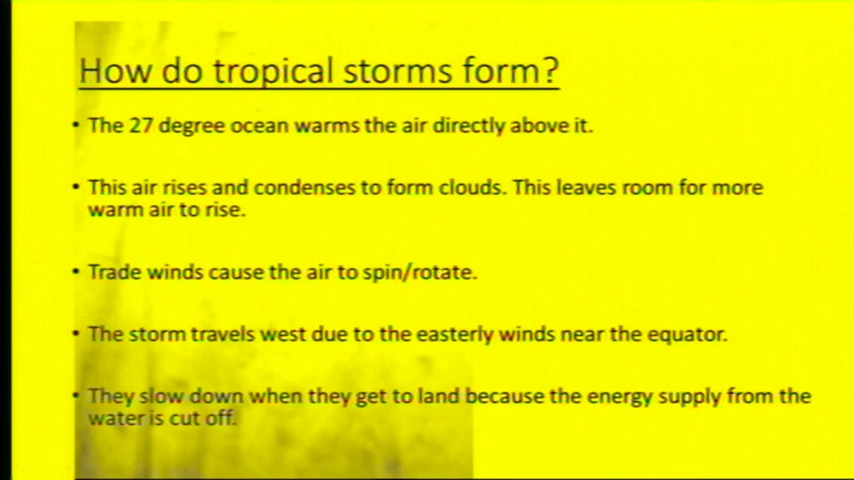 How do tropical storms form?
• The 27 degree ocean warms the air directly above it.
• This air rises and condenses to form clouds. This leaves room for more
warm air to rise.
• Trade winds cause the air to spin/rotate.
• The storm travels west due to the easterly winds near the equator.
• They slow down when they get to land because the energy supply from the
water is cut off.